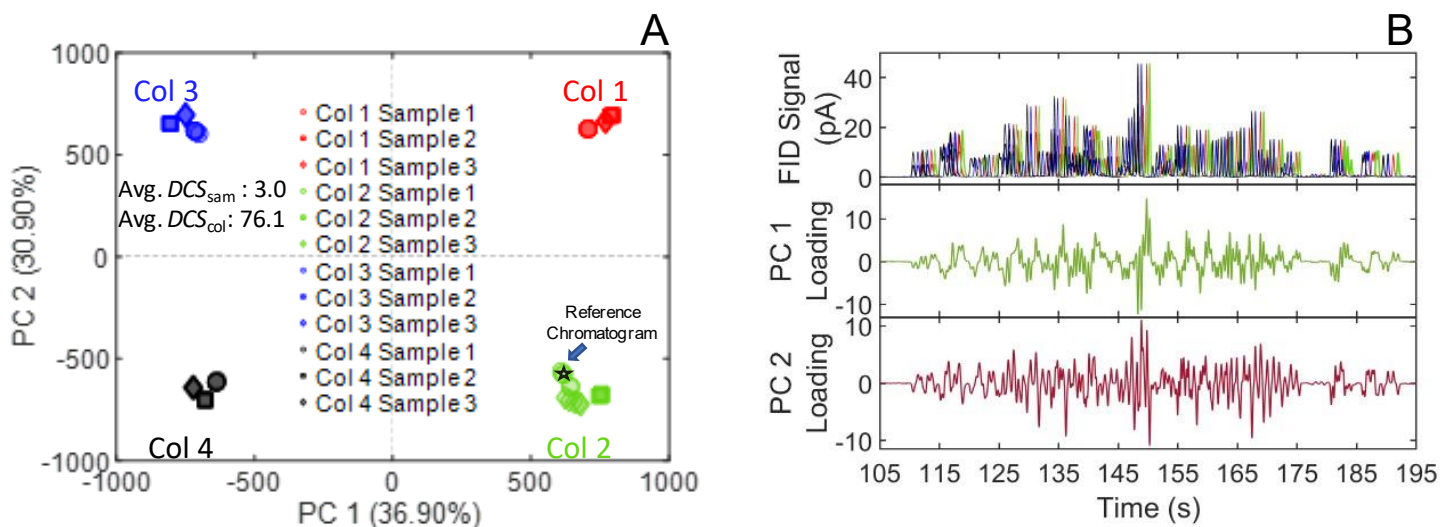 A
1000
500
0
-500
-1000
PC 2 (30.90%)
Col 3
Col 1
Col 1 Sample 1
Col 1 Sample 2
Col 1 Sample 3
Col 2 Sample 1
Col 2 Sample 2
Col 2 Sample 3
Col 3 Sample 1
Col 3 Sample 2
Col 3 Sample 3
Col 4 Sample 1
Col 4 Sample 2
Col 4 Sample 3
Avg. DCSsam : 3.0
Avg. DCScol: 76.1
Reference
Chromatogram
Col 4
Col 2
-1000
-500
0
500
1000
PC 1 (36.90%)
B
FID Signal
(pA)
40
20
0
PC 1
Loading
10
0
-10
PC 2
Loading
10
0
-10
105 115 125 135 145 155 165 175 185 195
Time (s)